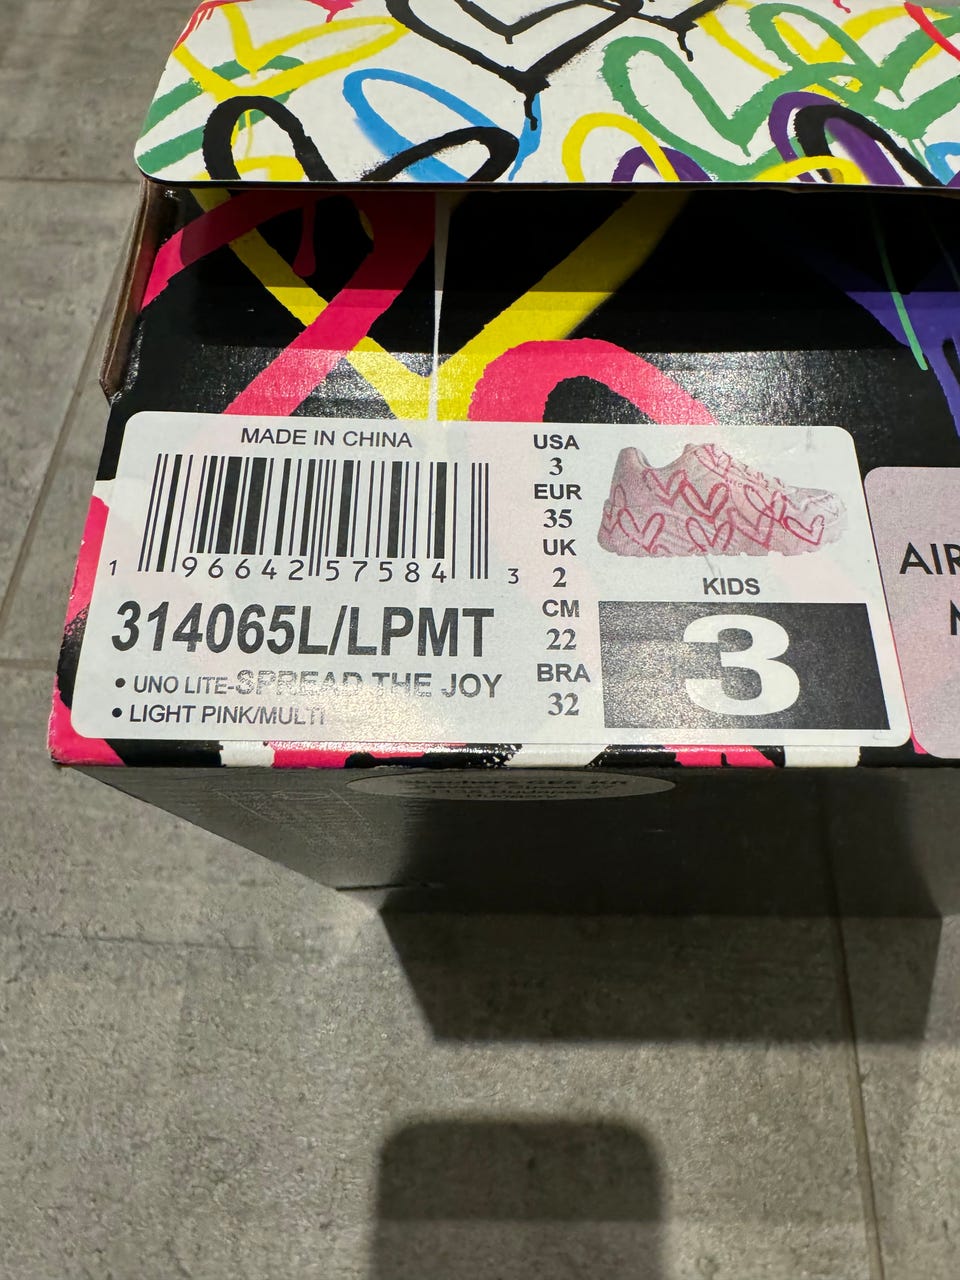 MADE IN CHINA
1 96642 57584 3
314065L/LPMT
• UNO LITE-SPREAD THE JOY
• LIGHT PINK/MULTI
USA
3
EUR
35
UK
2
CM
22
BRA
32
KIDS
3
AIR